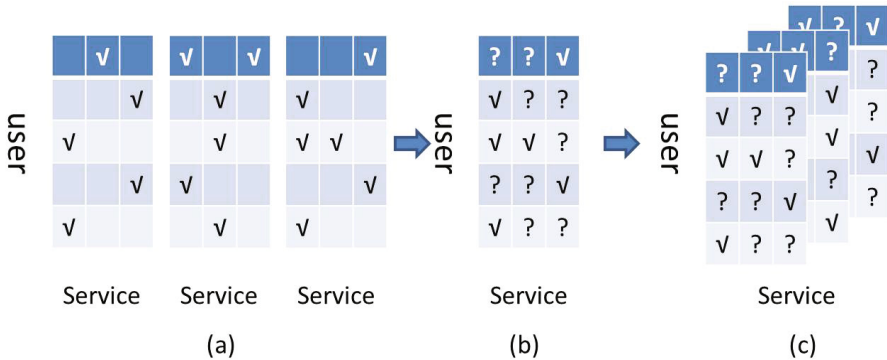 √ √ √ √
√ √ √
√ √ √ √
√ √ √
√ √ √
user
Service Service Service
(a)
? ? √
√ ? ?
√ √ ?
? ? √
√ ? ?
user
Service
(b)
√ ? √
√ √ ?
? ? √
?
√
√ ? ?
?
√
√ √ ?
√
?
? ? √
?
√
√ ? ?
user
Service
(c)